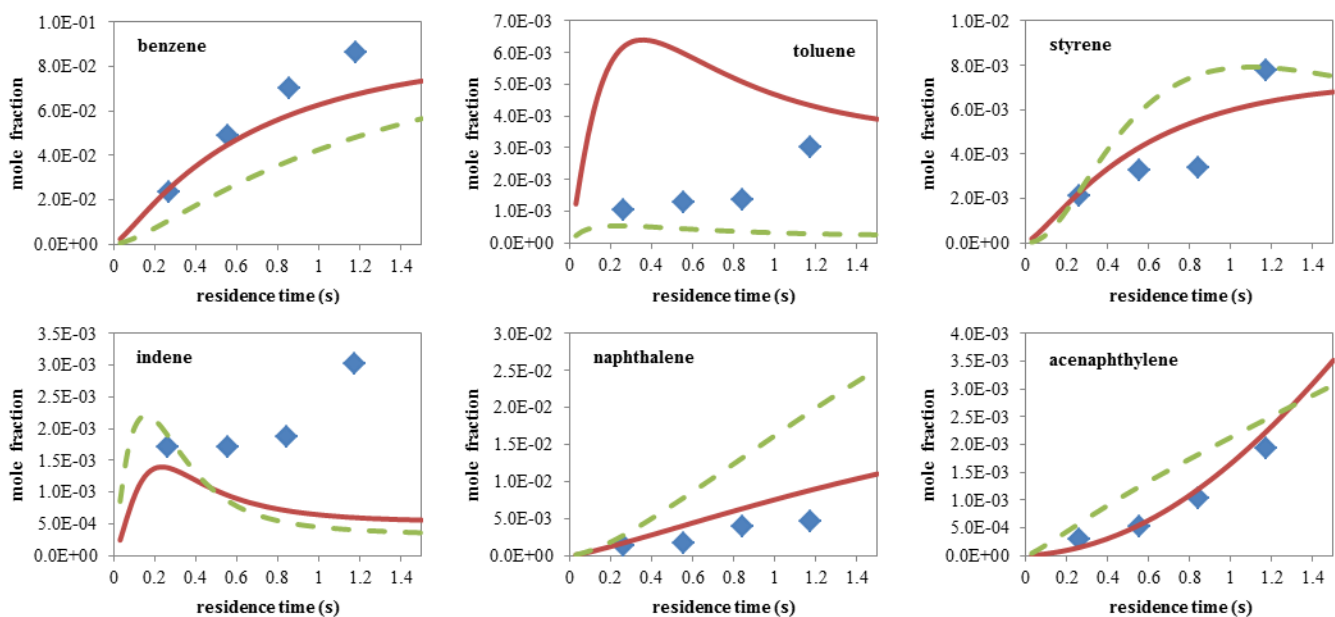 1.0E-01
8.0E-02
6.0E-02
4.0E-02
2.0E-02
0.0E+00
mole fraction
benzene
0 0.2 0.4 0.6 0.8 1 1.2 1.4
residence time (s)
7.0E-03
6.0E-03
5.0E-03
4.0E-03
3.0E-03
2.0E-03
1.0E-03
0.0E+00
mole fraction
toluene
0 0.2 0.4 0.6 0.8 1 1.2 1.4
residence time (s)
1.0E-02
8.0E-03
6.0E-03
4.0E-03
2.0E-03
0.0E+00
mole fraction
styrene
0 0.2 0.4 0.6 0.8 1 1.2 1.4
residence time (s)
3.5E-03
3.0E-03
2.5E-03
2.0E-03
1.5E-03
1.0E-03
5.0E-04
0.0E+00
mole fraction
indene
0 0.2 0.4 0.6 0.8 1 1.2 1.4
residence time (s)
3.0E-02
2.5E-02
2.0E-02
1.5E-02
1.0E-02
5.0E-03
0.0E+00
mole fraction
naphthalene
0 0.2 0.4 0.6 0.8 1 1.2 1.4
residence time (s)
4.0E-03
3.5E-03
3.0E-03
2.5E-03
2.0E-03
1.5E-03
1.0E-03
5.0E-04
0.0E+00
mole fraction
acenaphthylene
0 0.2 0.4 0.6 0.8 1 1.2 1.4
residence time (s)